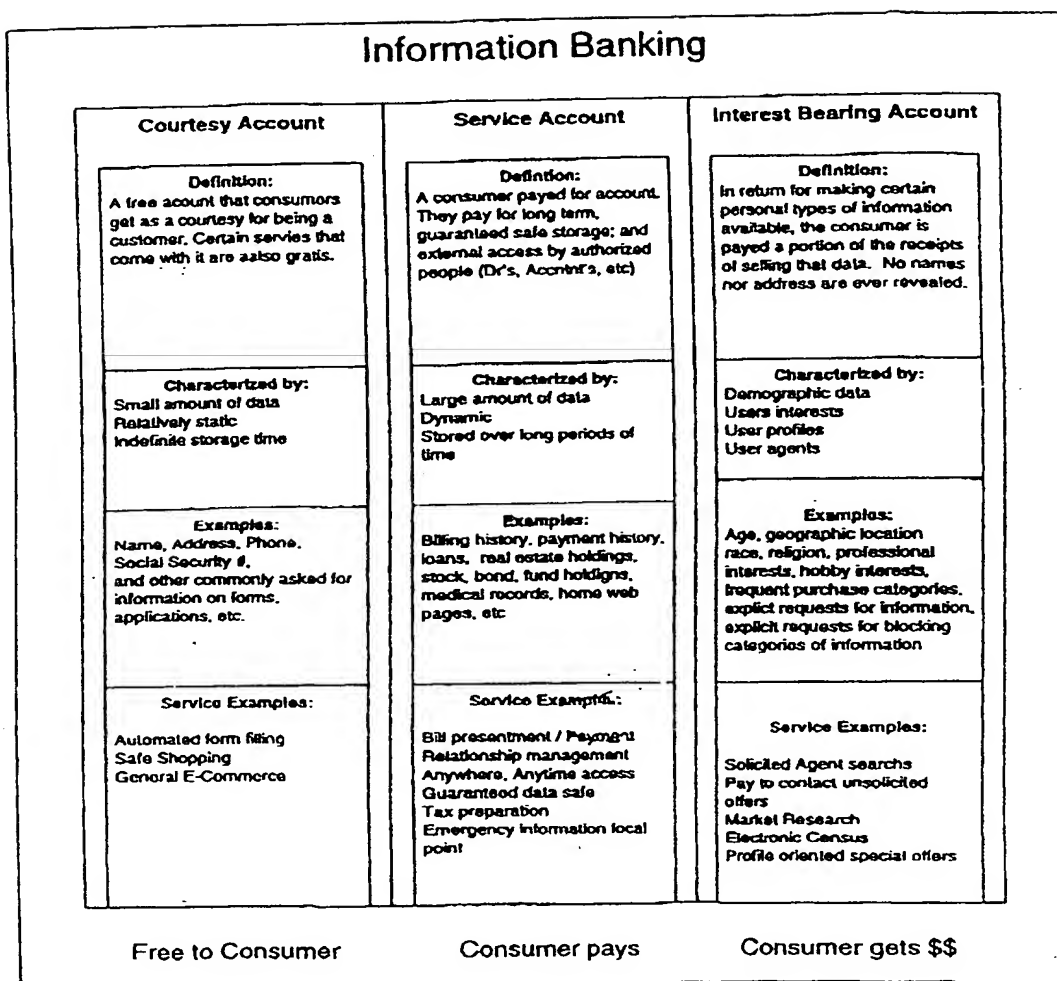 Information Banking
Courtesy Account
Definition:
A free acount that consumors
get as a courtesy for being a
customer. Certain servies that
come with it are aatso gratis.
Characterized by:
Small amount of data
Relatively static
Indefinite storage time
Examples:
Name, Address, Phone,
Social Security #,
and other commonly asked for
information on forms,
applications, etc.
Service Examples:
Automated form filling
Safe Shopping
General E-Commerce
Free to Consumer
Service Account
Defintion:
A consumer payed for account.
They pay for long term,
guaranteed safe storage; and
external access by authorized
people (Dr's, Accntnt's, etc)
Characterized by:
Large amount of data
Dynamic
Stored over long periods of
time
Examples:
Billing history, payment history,
loans, real estate holdings,
stock, bond, fund holdigns,
medical records, home web
pages, etc
Service Examples:
Bill presentment / Payment
Relationship management
Anywhere, Anytime access
Guaranteed data safe
Tax preparation
Emergency information focal
point
Consumer pays
Interest Bearing Account
Definition:
In return for making certain
personal types of information
available, the consumer is
payed a portion of the receipts
of selling that data. No names
nor address are ever revealed.
Characterized by:
Demographic data
Users interests
User profiles
User agents
Examples:
Age, geographic location
race, religion, professional
interests, hobby interests,
frequent purchase categories,
explict requests for information,
explicit requests for blocking
categories of information
Service Examples:
Solicited Agent searchs
Pay to contact unsolicited
offers
Market Research
Electronic Census
Profile oriented special offers
Consumer gets $$